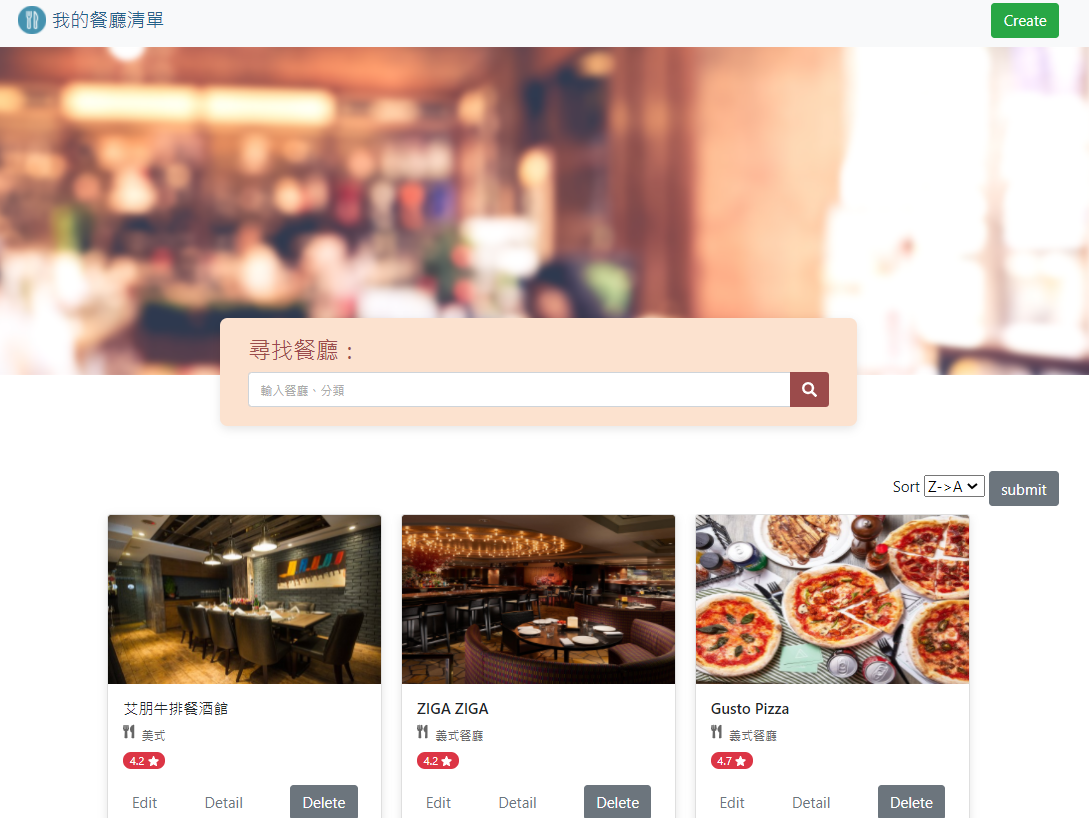 我的餐廳清單
Create
尋找餐廳：
輸入餐廳、分類
Sort Z->A submit
艾朋牛排餐酒館
美式
4.2
Edit Detail Delete
ZIGA ZIGA
義式餐廳
4.2
Edit Detail Delete
Gusto Pizza
義式餐廳
4.7
Edit Detail Delete